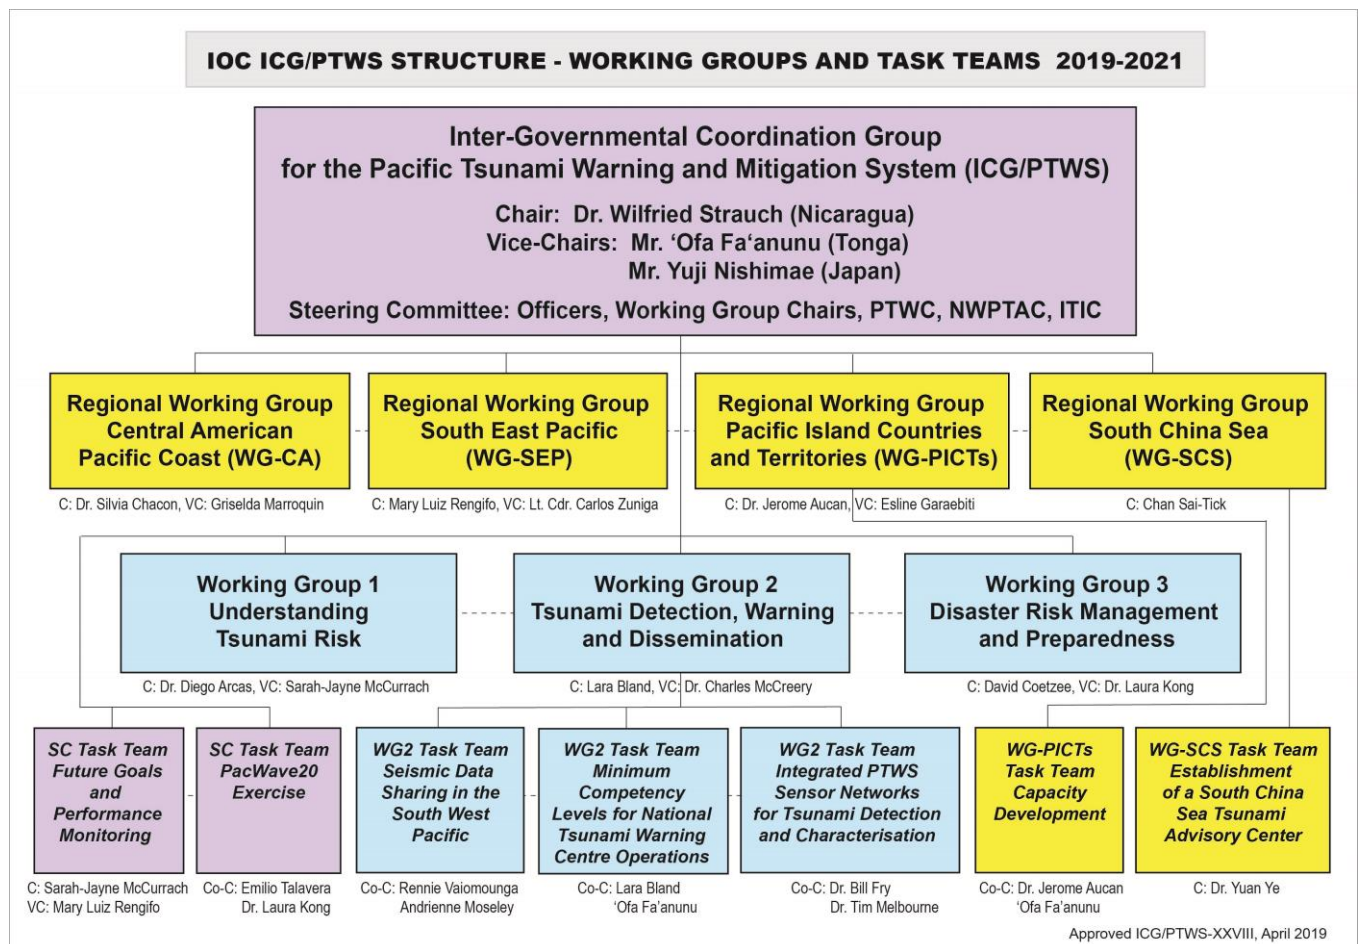 IOC ICG/PTWS STRUCTURE - WORKING GROUPS AND TASK TEAMS 2019-2021
Inter-Governmental Coordination Group
for the Pacific Tsunami Warning and Mitigation System (ICG/PTWS)
Chair: Dr. Wilfried Strauch (Nicaragua)
Vice-Chairs: Mr. ‘Ofa Fa‘anunu (Tonga)
Mr. Yuji Nishimae (Japan)
Steering Committee: Officers, Working Group Chairs, PTWC, NWPTAC, ITIC
Regional Working Group
Central American
Pacific Coast (WG-CA)
C: Dr. Silvia Chacon, VC: Griselda Marroquin
Regional Working Group
South East Pacific
(WG-SEP)
C: Mary Luiz Rengifo, VC: Lt. Cdr. Carlos Zuniga
Regional Working Group
Pacific Island Countries
and Territories (WG-PICTs)
C: Dr. Jerome Aucan, VC: Esline Garaebiti
Regional Working Group
South China Sea
(WG-SCS)
C: Chan Sai-Tick
Working Group 1
Understanding
Tsunami Risk
C: Dr. Diego Arcas, VC: Sarah-Jayne McCurrach
Working Group 2
Tsunami Detection, Warning
and Dissemination
C: Lara Bland, VC: Dr. Charles McCreery
Working Group 3
Disaster Risk Management
and Preparedness
C: David Coetzee, VC: Dr. Laura Kong
SC Task Team
Future Goals
and
Performance
Monitoring
C: Sarah-Jayne McCurrach
VC: Mary Luiz Rengifo
SC Task Team
PacWave20
Exercise
Co-C: Emilio Talavera
Dr. Laura Kong
WG2 Task Team
Seismic Data
Sharing in the
South West
Pacific
Co-C: Rennie Vaiomounga
Andrienne Moseley
WG2 Task Team
Minimum
Competency
Levels for National
Tsunami Warning
Centre Operations
Co-C: Lara Bland
‘Ofa Fa’anunu
WG2 Task Team
Integrated PTWS
Sensor Networks
for Tsunami Detection
and Characterisation
Co-C: Dr. Bill Fry
Dr. Tim Melbourne
WG-PICTs
Task Team
Capacity
Development
Co-C: Dr. Jerome Aucan
‘Ofa Fa’anunu
WG-SCS Task Team
Establishment
of a South China
Sea Tsunami
Advisory Center
C: Dr. Yuan Ye
Approved ICG/PTWS-XXVIII, April 2019